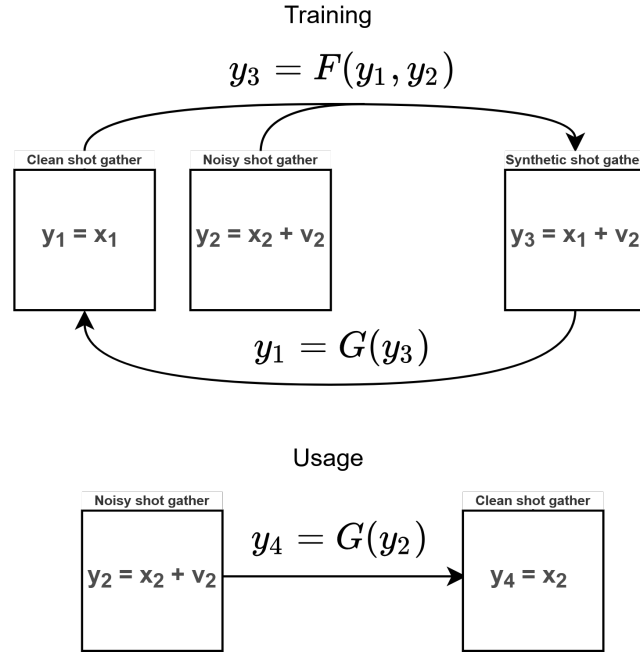 Training
y₃ = F(y₁, y₂)
Clean shot gather
Noisy shot gather
Synthetic shot gathe
y₁ = x₁
y₂ = x₂ + v₂
y₃ = x₁ + v₂
y₁ = G(y₃)
Usage
Noisy shot gather
Clean shot gather
y₄ = G(y₂)
y₂ = x₂ + v₂
y₄ = x₂